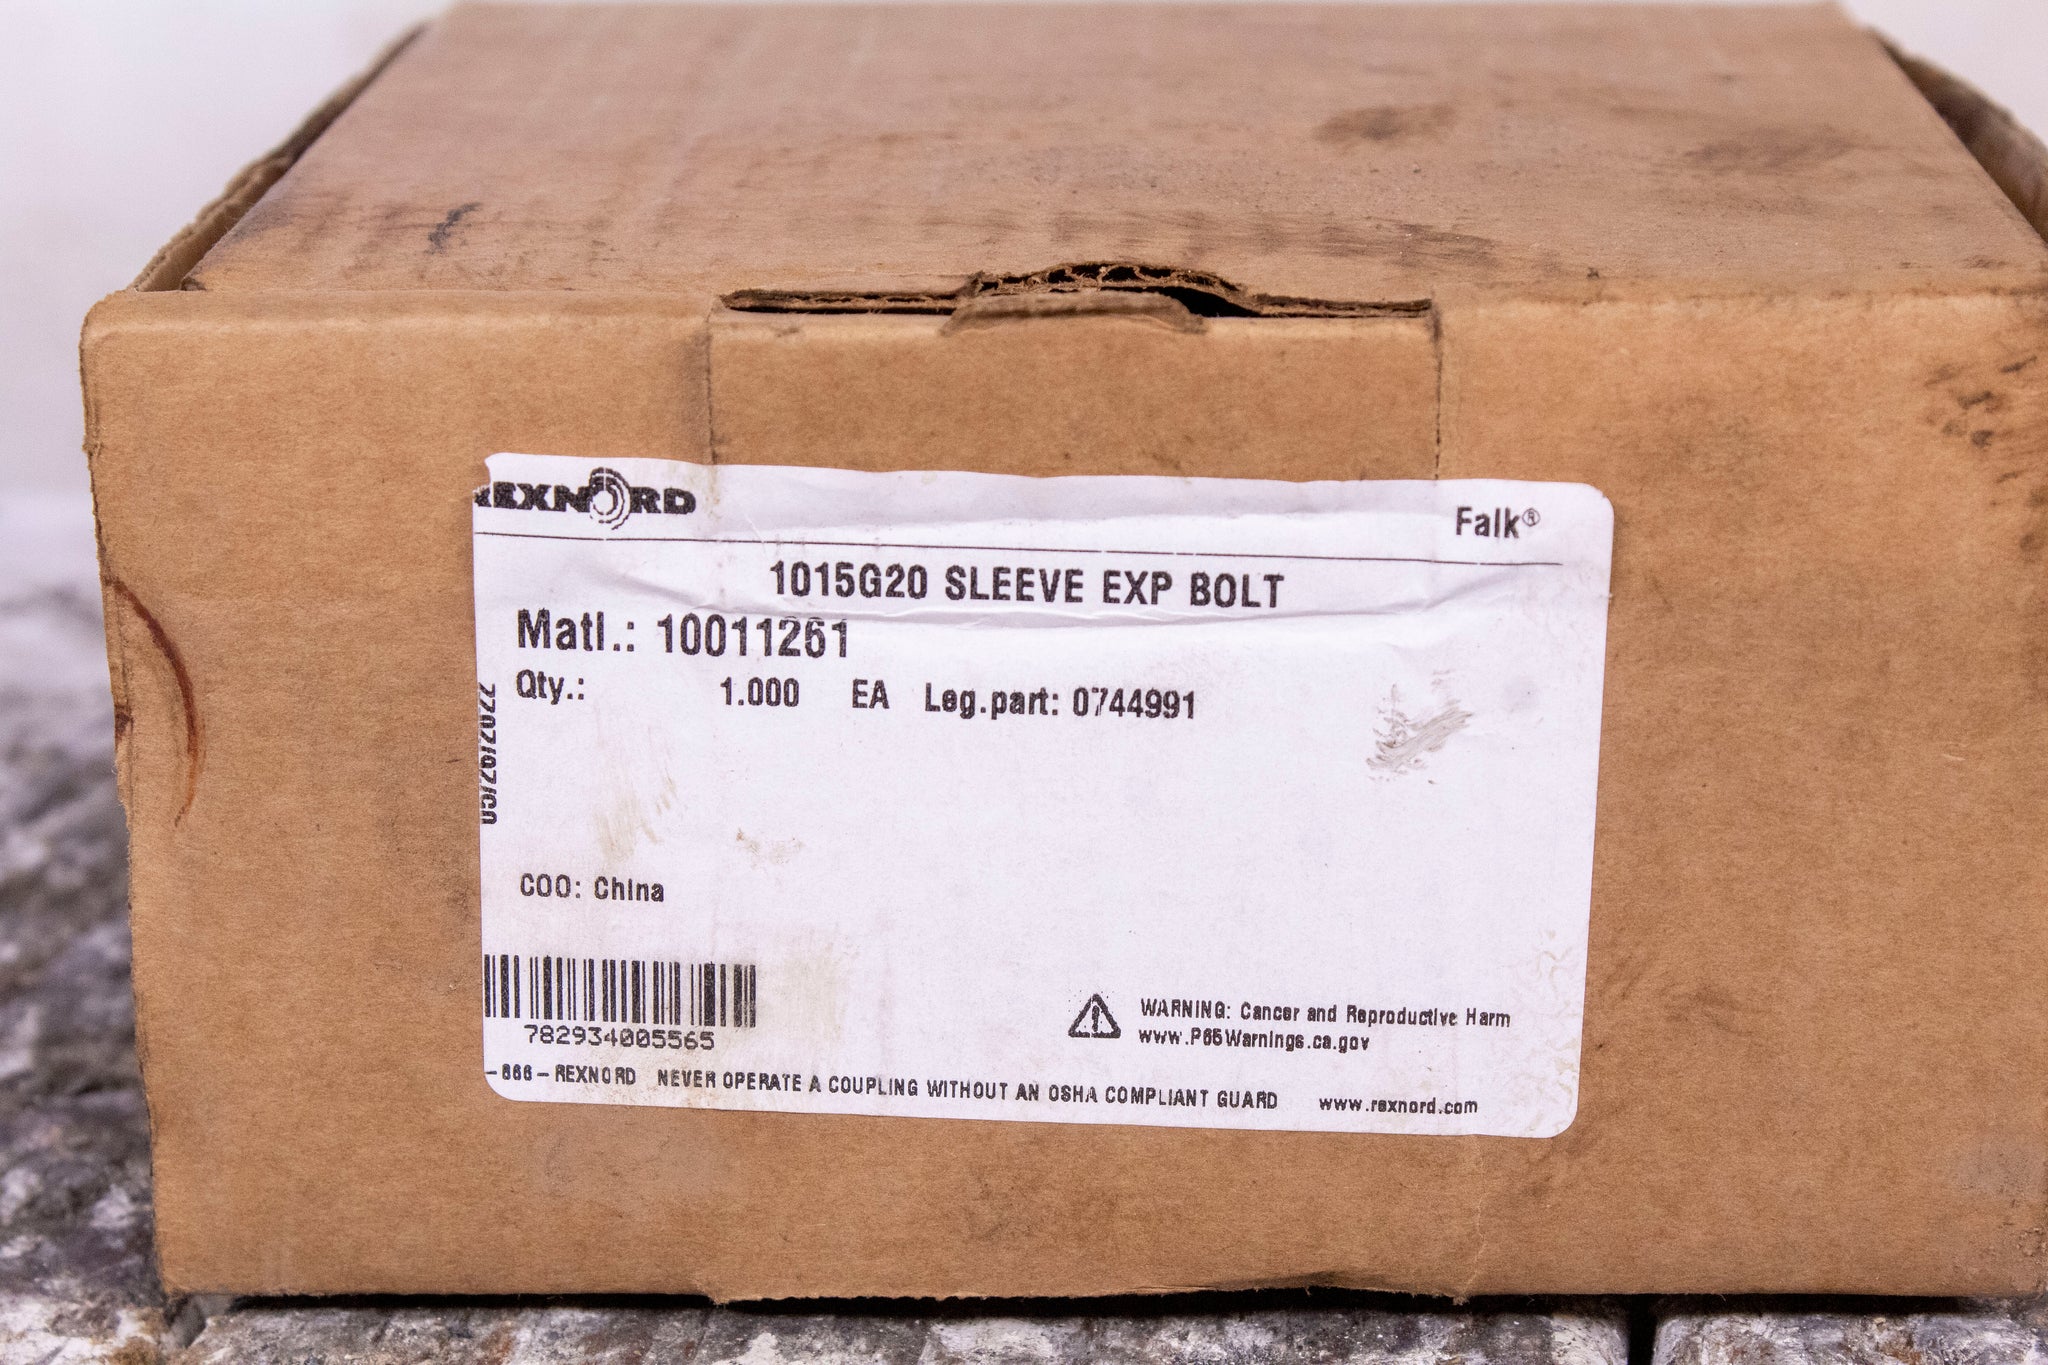 REXNORD
Falk®
1015G20 SLEEVE EXP BOLT
Matl.: 10011261
Qty.: 1.000 EA Leg.part: 0744991
COO: China
782934005565
WARNING: Cancer and Reproductive Harm
www.P65Warnings.ca.gov
-866-REXNORD NEVER OPERATE A COUPLING WITHOUT AN OSHA COMPLIANT GUARD www.rexnord.com